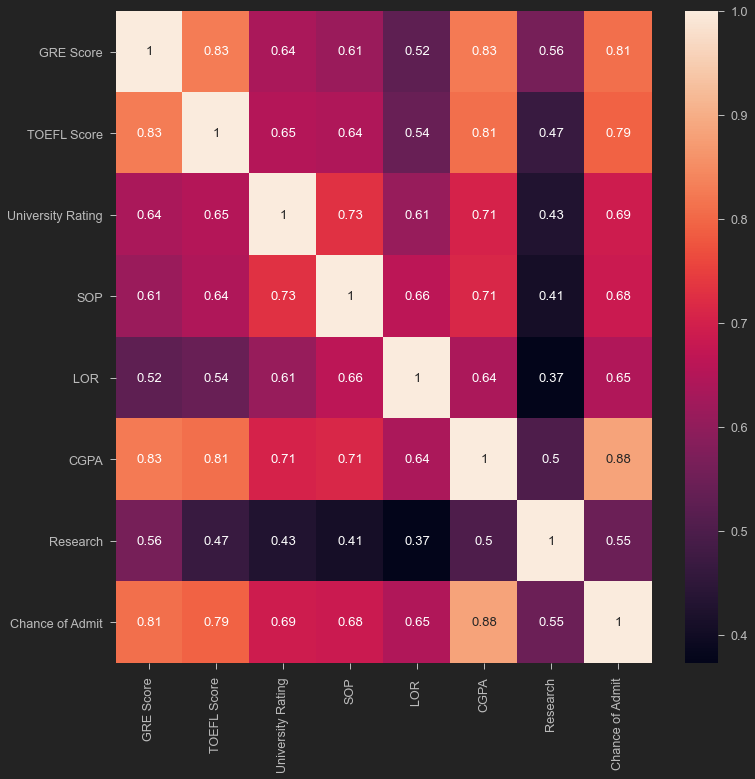 GRE Score 1 0.83 0.64 0.61 0.52 0.83 0.56 0.81
TOEFL Score 0.83 1 0.65 0.64 0.54 0.81 0.47 0.79
University Rating 0.64 0.65 1 0.73 0.61 0.71 0.43 0.69
SOP 0.61 0.64 0.73 1 0.66 0.71 0.41 0.68
LOR 0.52 0.54 0.61 0.66 1 0.64 0.37 0.65
CGPA 0.83 0.81 0.71 0.71 0.64 1 0.5 0.88
Research 0.56 0.47 0.43 0.41 0.37 0.5 1 0.55
Chance of Admit 0.81 0.79 0.69 0.68 0.65 0.88 0.55 1
GRE Score
TOEFL Score
University Rating
SOP
LOR
CGPA
Research
Chance of Admit
1.0
0.9
0.8
0.7
0.6
0.5
0.4